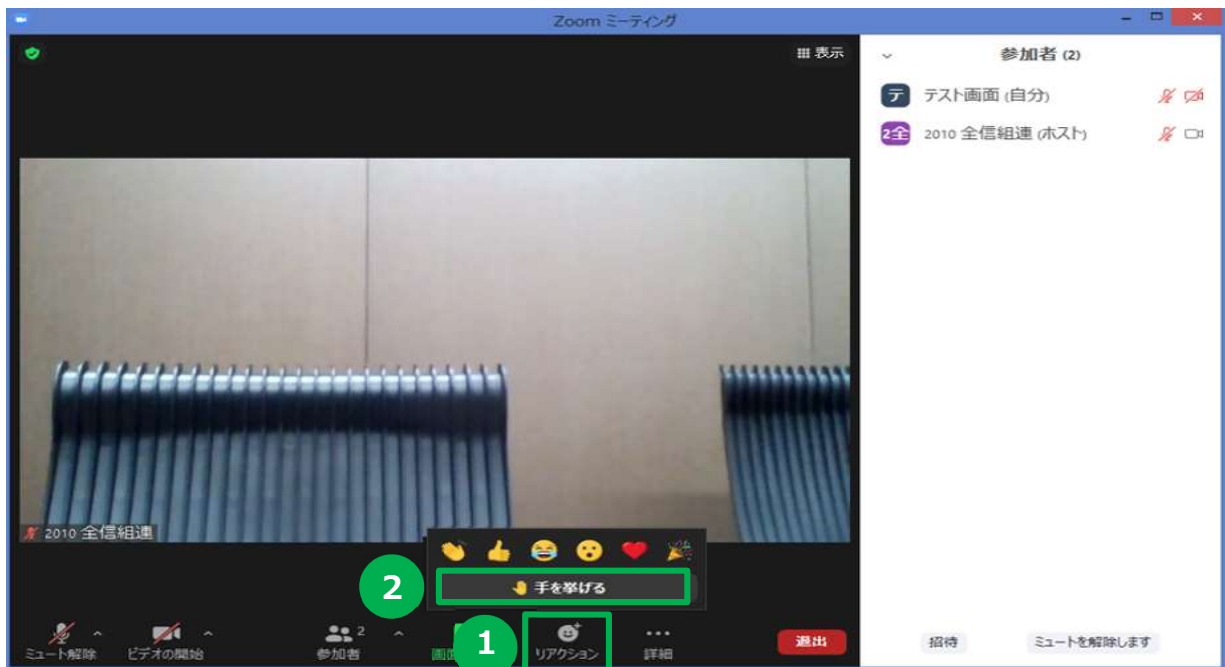 Zoom ミーティング
表示
参加者 (2)
テ テスト画面 (自分)
2全 2010 全信組連 (ホスト)
2010 全信組連
2
手を挙げる
ミュート解除
ビデオの開始
2
参加者
画面
1
リアクション
詳細
退出
招待
ミュートを解除します